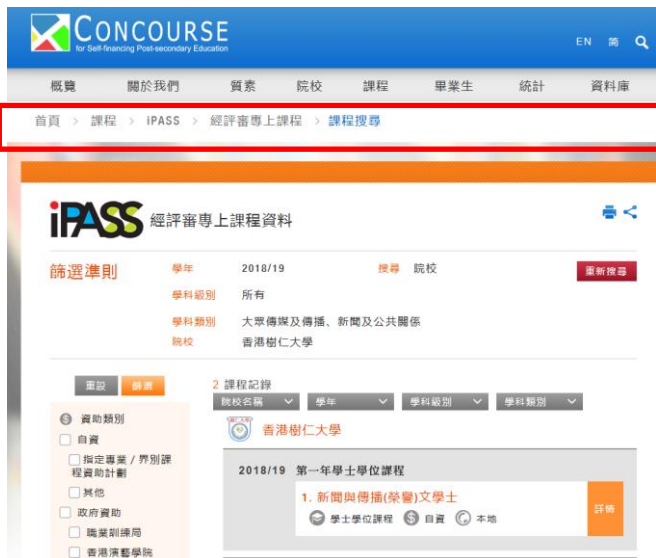 CONCOURSE
for Self-financing Post-secondary Education
EN 简
概覽 關於我們 質素 院校 課程 畢業生 統計 資料庫
首頁 > 課程 > iPASS > 經評審專上課程 > 課程搜尋
iPASS 經評審專上課程資料
篩選準則 學年 2018/19 搜尋 院校 重新搜尋
學科級別 所有
學科類別 大眾傳媒及傳播、新聞及公共關係
院校 香港樹仁大學
重設 篩選 2 課程記錄
院校名稱 學年 學科級別 學科類別
資助類別
香港樹仁大學
自資
指定專業 / 界別課
程資助計劃
2018/19 第一年學士學位課程
其他
1. 新聞與傳播(榮譽)文學士
詳情
政府資助
學士學位課程 自資 本地
職業訓練局
香港演藝學院